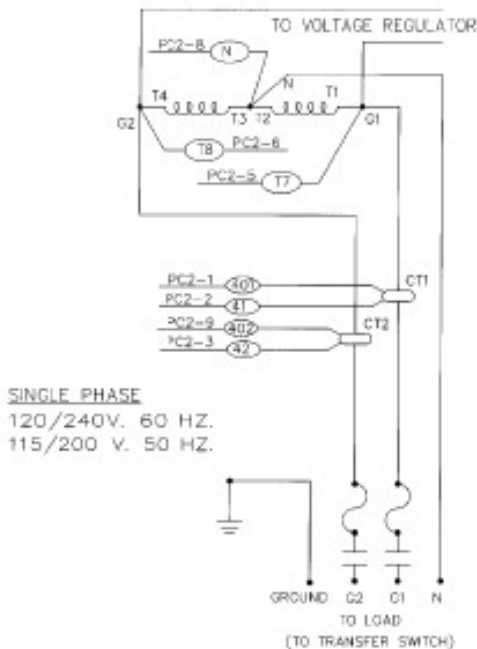 TO VOLTAGE REGULATOR
PC2-8 N
N
T4 T3 T2 T1
G2 G1
T8 PC2-6
PC2-5 T7
PC2-1 401 CT1
PC2-2 41
PC2-9 402 CT2
PC2-3 42
SINGLE PHASE
120/240V. 60 HZ.
115/200 V. 50 HZ.
GROUND G2 G1 N
TO LOAD
(TO TRANSFER SWITCH)